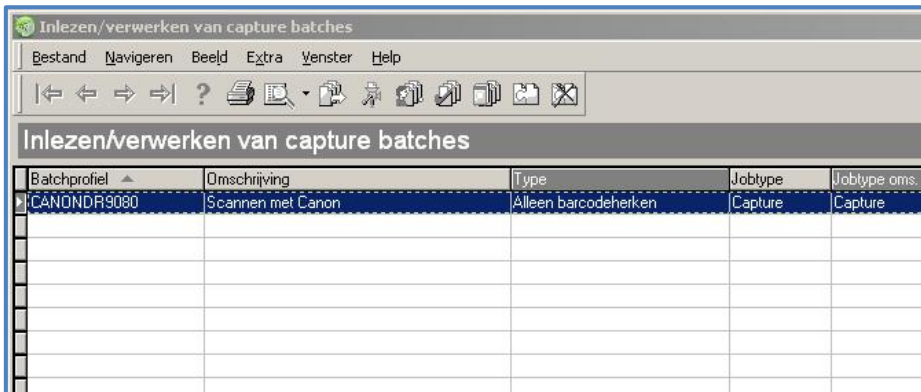 Inlezen/verwerken van capture batches
Bestand Navigeren Beeld Extra Venster Help
Inlezen/verwerken van capture batches
Batchprofiel Omschrijving Type Jobtype Jobtype oms.
CANONDR9080 Scannen met Canon Alleen barcodeherken Capture Capture